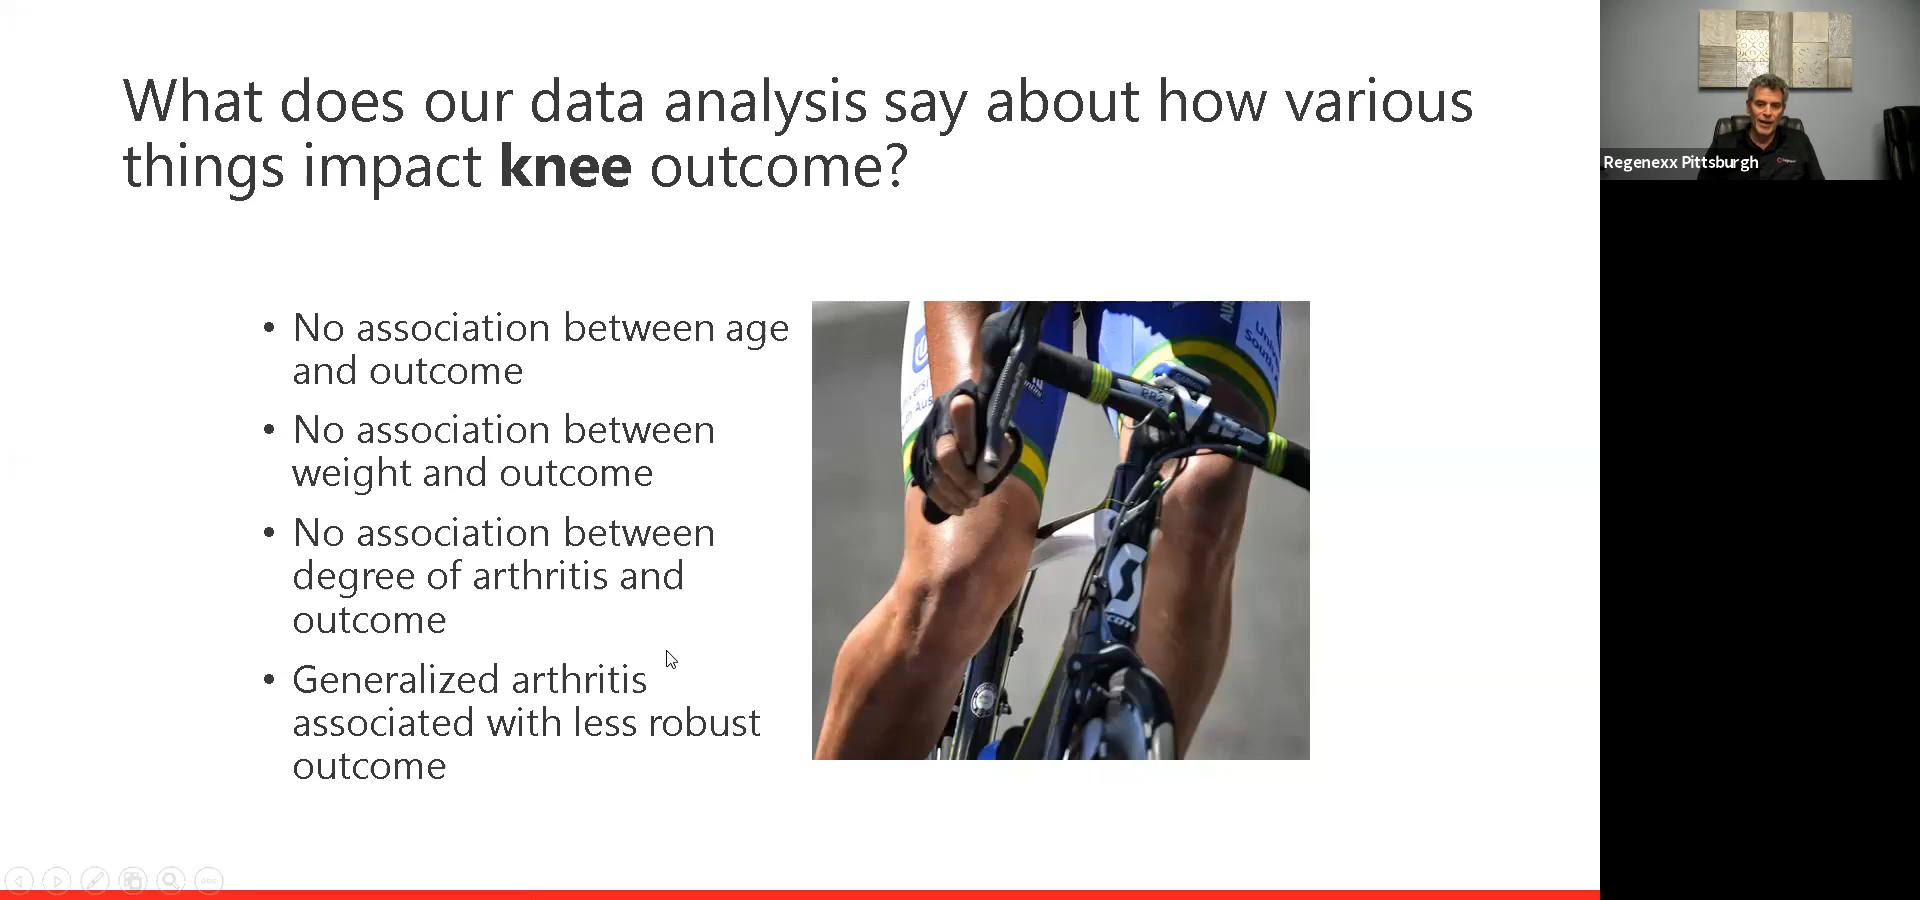 What does our data analysis say about how various
things impact knee outcome?
Regenexx Pittsburgh
• No association between age
and outcome
• No association between
weight and outcome
• No association between
degree of arthritis and
outcome
• Generalized arthritis
associated with less robust
outcome